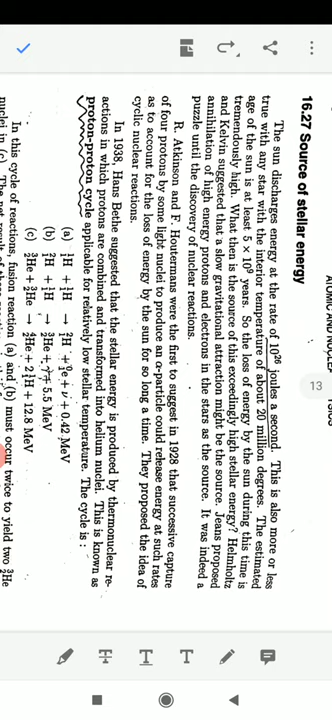 ATOMIC AND NUCLEAR
13
16.27 Source of stellar energy
The sun discharges energy at the rate of 10²⁶ joules a second. This is also more or less
true with any star with the interior temperature of about 20 million degrees. The estimated
age of the sun is at least 5 × 10⁹ years. So the loss of energy by the sun during this time is
tremendously high. What then is the source of this exceedingly high stellar energy? Helmholtz
and Kelvin suggested that a slow gravitational attraction might be the source. Jeans proposed
annihilation of high energy protons and electrons in the stars as the source. It was indeed a
puzzle until the discovery of nuclear reactions.
R. Atkinson and F. Houtermans were the first to suggest in 1928 that successive capture
of four protons by some light nuclei to produce an α-particle could release energy at such rates
as to account for the loss of energy by the sun for so long a time. They proposed the idea of
cyclic nuclear reactions.
In 1938, Hans Bethe suggested that the stellar energy is produced by thermonuclear re-
actions in which protons are combined and transformed into helium nuclei. This is known as
proton-proton cycle applicable for relatively low stellar temperature. The cycle is :
(a) ¹₁H + ¹₁H → ²₁H + ⁰₁e + ν + 0.42 MeV
(b) ²₁H + ¹₁H → ³₂He + γ + 5.5 MeV
(c) ³₂He + ³₂He → ⁴₂He + 2 ¹₁H + 12.8 MeV
In this cycle of reactions, fusion reaction (a) and (b) must occur twice to yield two ³₂He
nuclei in (c). The net result of